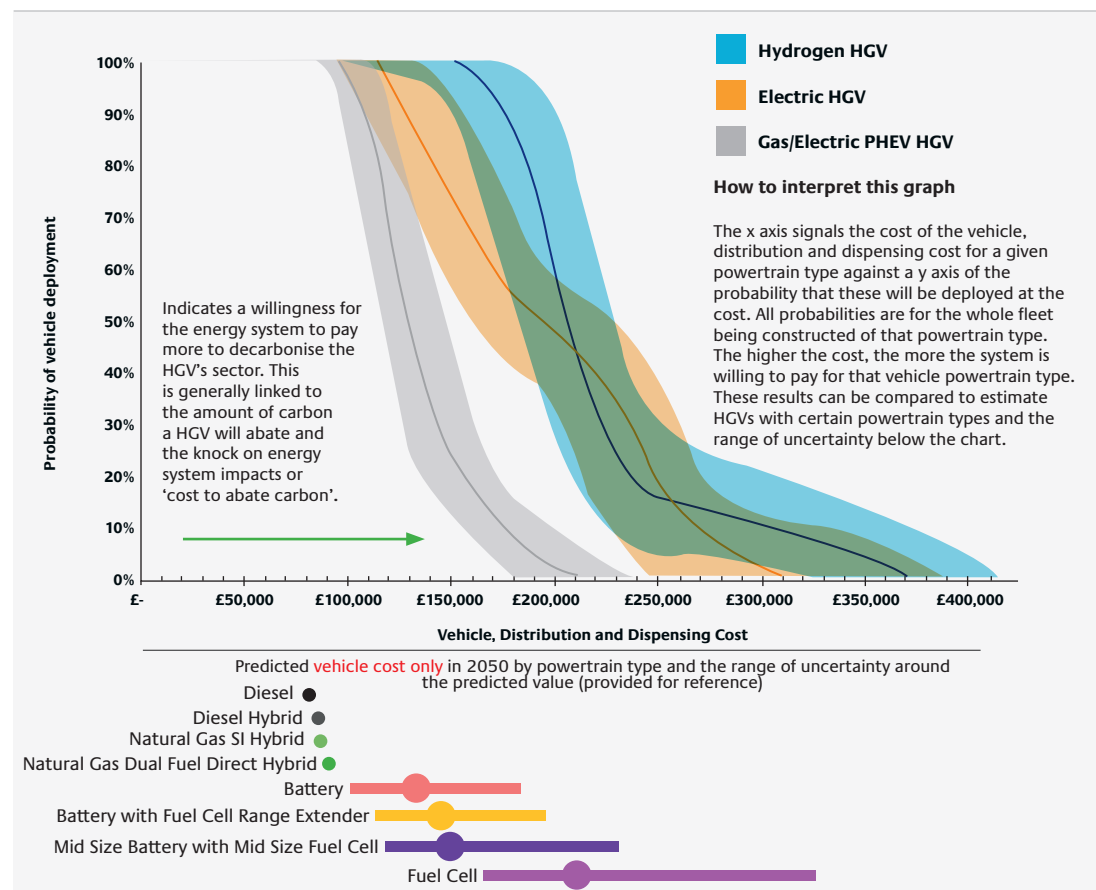 Hydrogen HGV
Electric HGV
Gas/Electric PHEV HGV
How to interpret this graph
The x axis signals the cost of the vehicle,
distribution and dispensing cost for a given
powertrain type against a y axis of the
probability that these will be deployed at the
cost. All probabilities are for the whole fleet
being constructed of that powertrain type.
The higher the cost, the more the system is
willing to pay for that vehicle powertrain type.
These results can be compared to estimate
HGVs with certain powertrain types and the
range of uncertainty below the chart.
Probability of vehicle deployment
100%
90%
80%
70%
60%
50%
40%
30%
20%
10%
0%
Indicates a willingness for
the energy system to pay
more to decarbonise the
HGV's sector. This
is generally linked to
the amount of carbon
a HGV will abate and
the knock on energy
system impacts or
‘cost to abate carbon’.
£- £50,000 £100,000 £150,000 £200,000 £250,000 £300,000 £350,000 £400,000
Vehicle, Distribution and Dispensing Cost
Predicted vehicle cost only in 2050 by powertrain type and the range of uncertainty around
the predicted value (provided for reference)
Diesel
Diesel Hybrid
Natural Gas SI Hybrid
Natural Gas Dual Fuel Direct Hybrid
Battery
Battery with Fuel Cell Range Extender
Mid Size Battery with Mid Size Fuel Cell
Fuel Cell